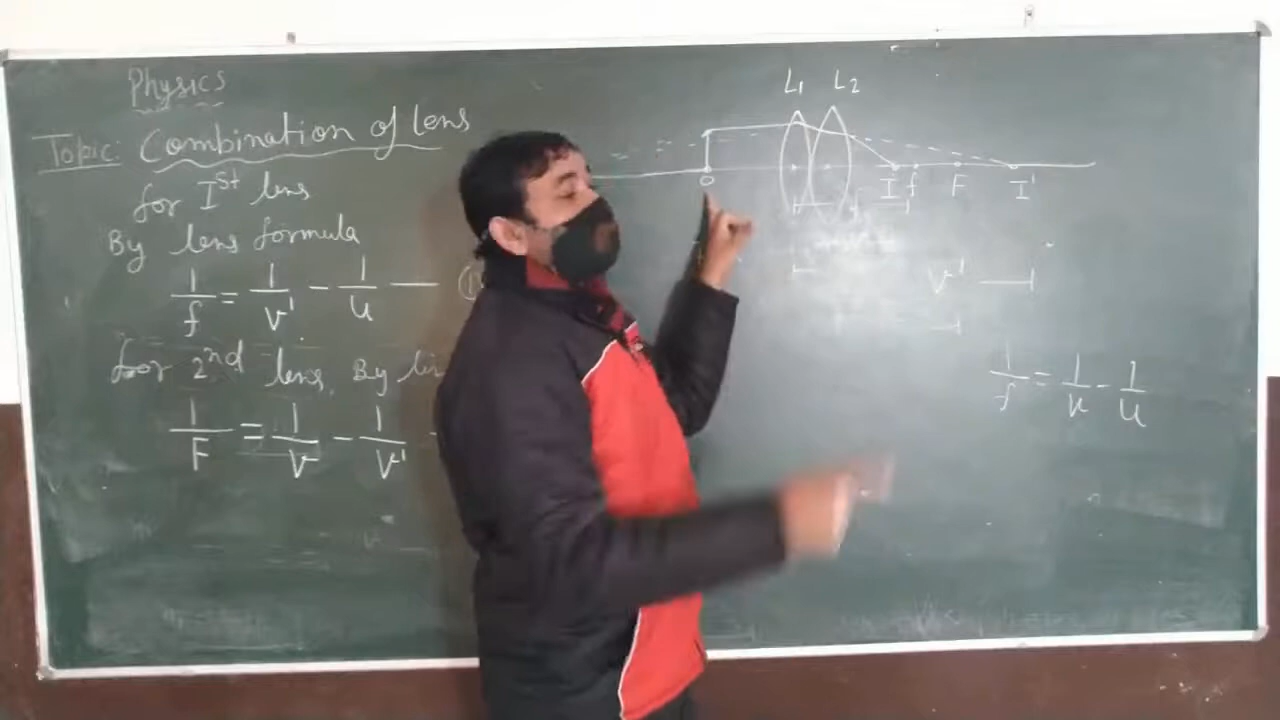 Physics
Topic: Combination of lens
for Ist lens
By lens formula
1/f = 1/v' - 1/u — ①
for 2nd lens, By
1/F = 1/v - 1/v' -
L1 L2
O I f F I'
f
v'
1/f = 1/v - 1/u